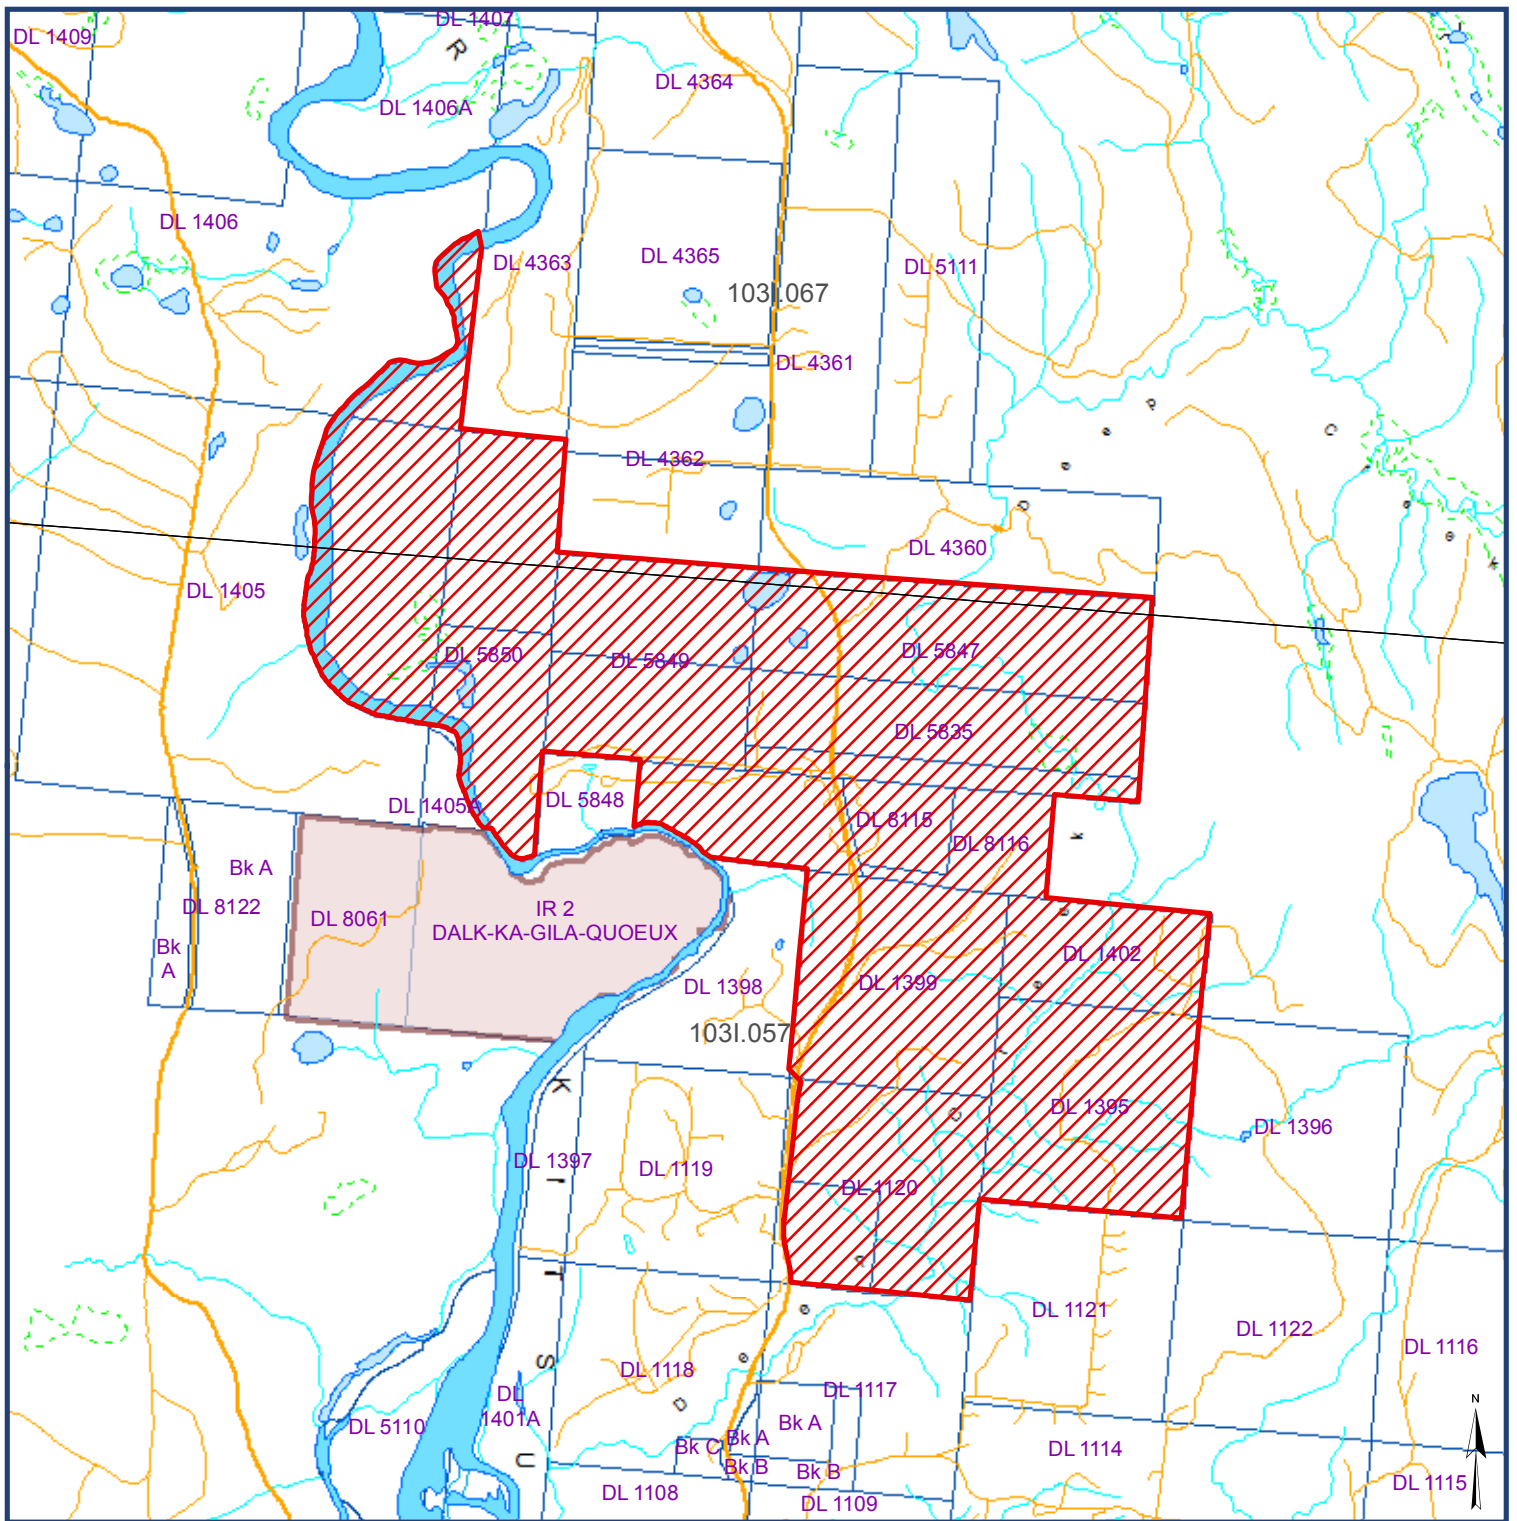 DL 1407
DL 1409
R
DL 4364
DL 1406A
DL 1406
DL 4363
DL 4365
DL 5111
103I.067
DL 4361
P
C
e
e
DL 4362
e
D
e
DL 4360
e
k
DL 1405
DL 5850
DL 5849
DL 5847
DL 5835
DL 1405A
DL 5848
DL 8115
k
DL 8116
Bk A
DL 8122
DL 8061
IR 2
DALK-KA-GILA-QUOEUX
e
Bk
A
DL 1402
DL 1398
DL 1399
e
103I.057
K
DL 1395
D
DL 1396
DL 1397
I
DL 1119
DL 1120
T
DL 1121
e
DL 1122
DL 1116
S
e
DL 1118
DL
1401A
DL 1117
D
DL 5110
Bk A
Bk A
Bk C
U
Bk B
Bk B
DL 1114
N
DL 1108
DL 1109
DL 1115